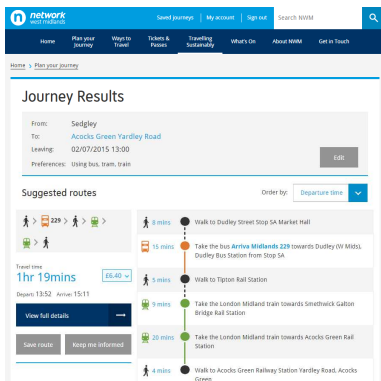 network
west midlands
Saved journeys
My account
Sign out
Search NWM
Home
Plan your journey
Ways to Travel
Tickets & Passes
Travelling Sustainably
What's On
About NWM
Get in Touch
Home > Plan your journey
Journey Results
From: Sedgley
To: Acocks Green Yardley Road
Leaving: 02/07/2015 13:00
Preferences: Using bus, tram, train
Edit
Suggested routes
Order by: Departure time
> 229 > > >
>
Travel time
1hr 19mins
£6.40
Depart: 13:52 Arrive: 15:11
View full details
Save route
Keep me informed
8 mins Walk to Dudley Street Stop SA Market Hall
15 mins Take the bus Arriva Midlands 229 towards Dudley (W Mids),
Dudley Bus Station from Stop SA
5 mins Walk to Tipton Rail Station
9 mins Take the London Midland train towards Smethwick Galton
Bridge Rail Station
20 mins Take the London Midland train towards Acocks Green Rail
Station
4 mins Walk to Acocks Green Railway Station Yardley Road, Acocks
Green